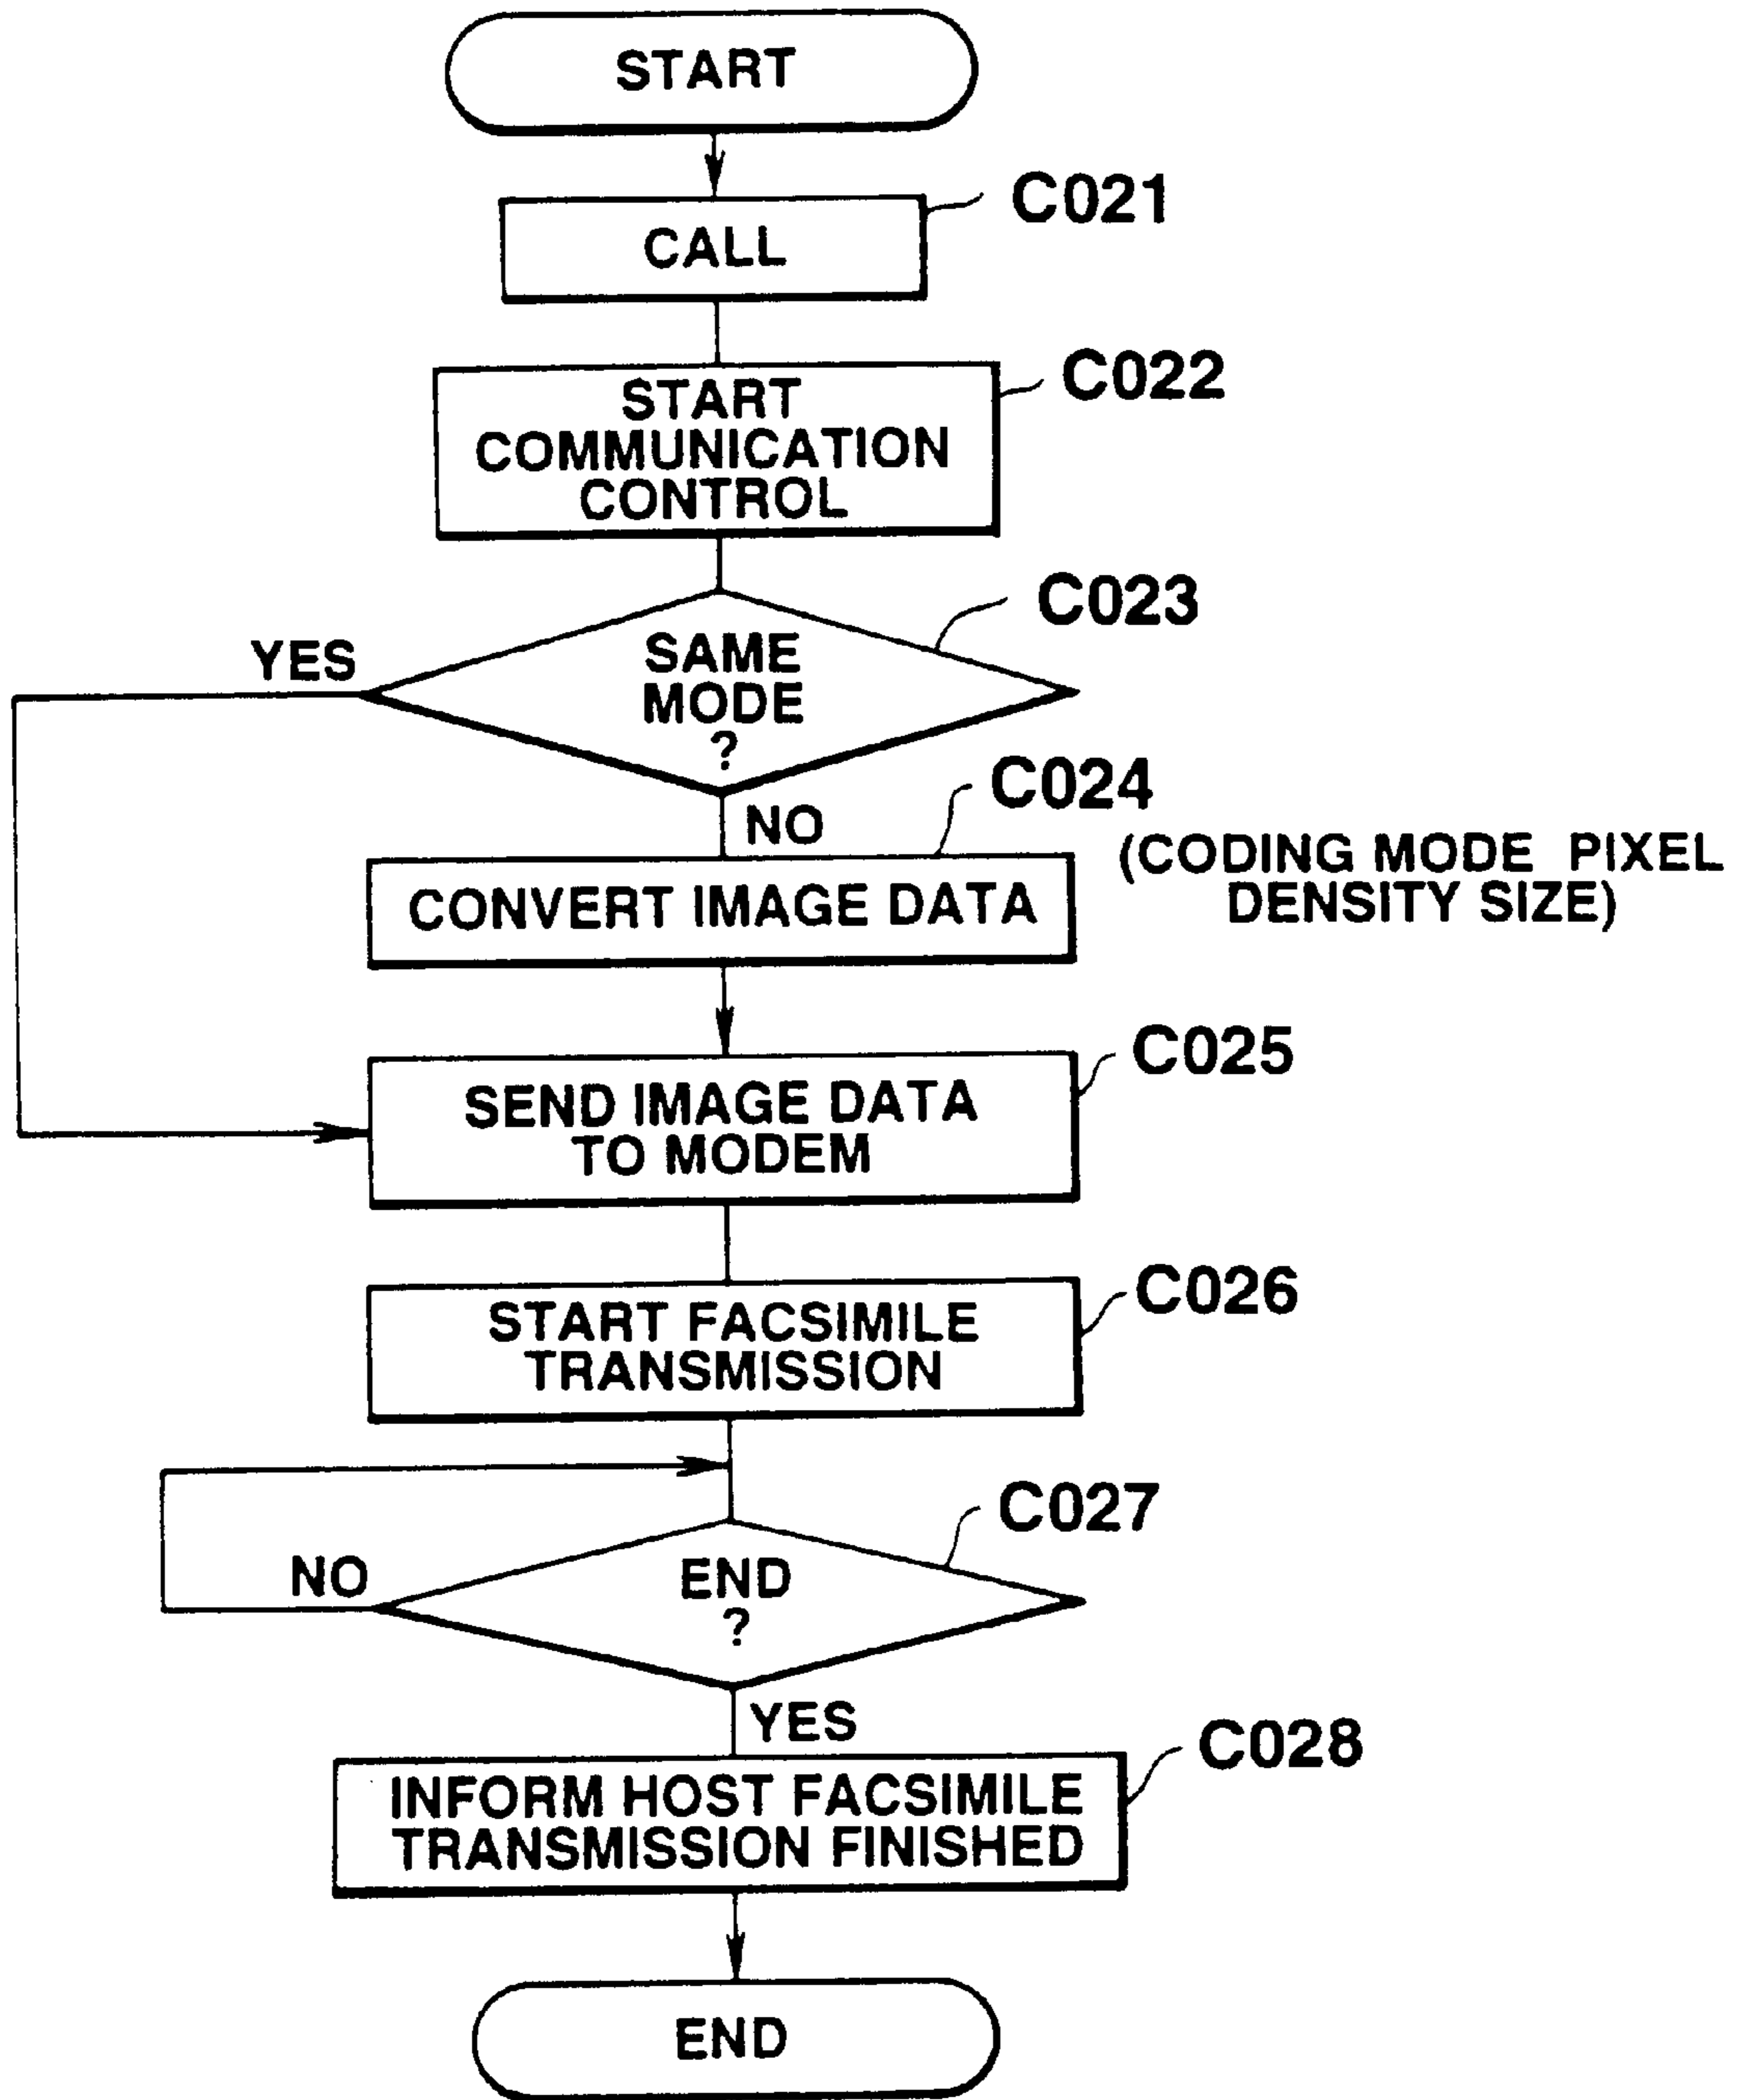 START
C021
CALL
C022
START
COMMUNICATION
CONTROL
C023
YES
SAME
MODE
?
C024
NO
(CODING MODE PIXEL
DENSITY SIZE)
CONVERT IMAGE DATA
C025
SEND IMAGE DATA
TO MODEM
C026
START FACSIMILE
TRANSMISSION
C027
NO
END
?
YES
C028
INFORM HOST FACSIMILE
TRANSMISSION FINISHED
END